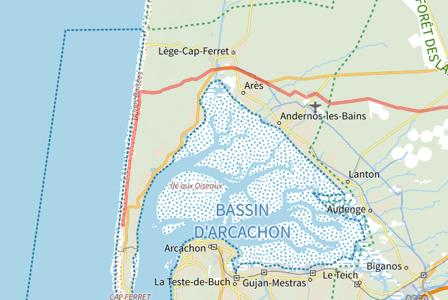 FORÊT DES LA
Lège-Cap-Ferret
Arès
Andernos-les-Bains
Lanton
Île aux Oiseaux
Audenge
BASSIN
D'ARCACHON
Arcachon
Biganos
Le Teich
La Teste-de-Buch
Gujan-Mestras
CAP-FERRET